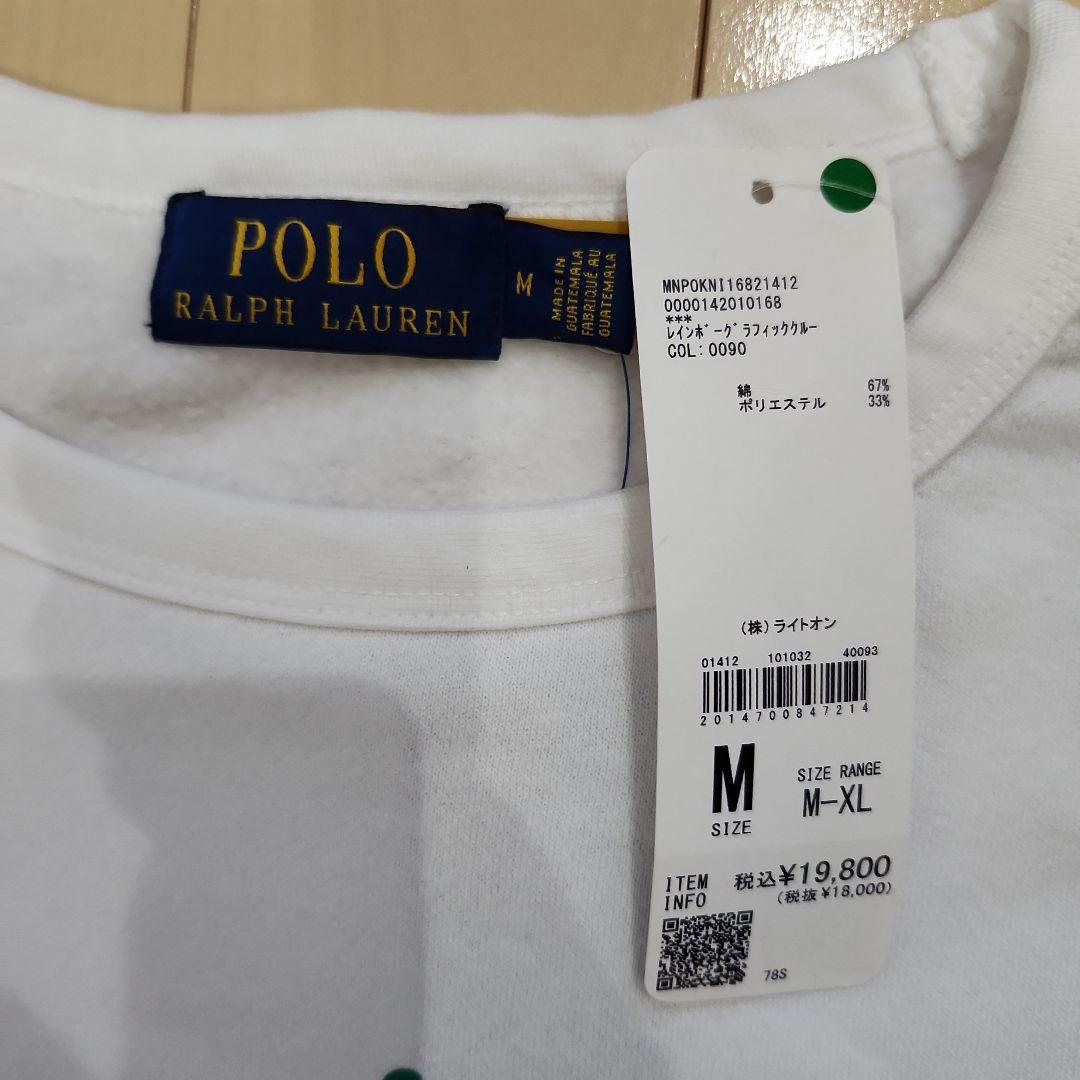 POLO
RALPH LAUREN
M
MADE IN
GUATEMALA
FABRIQUÉ AU
GUATEMALA
MNPOKNI16821412
0000142010168
***
ﾚｲﾝﾎﾞｰｸﾞﾗﾌｨｯｸｸﾙｰ
COL:0090
綿 67%
ポリエステル 33%
(株)ライトオン
01412 101032 40093
2014700847214
M
SIZE
SIZE RANGE
M-XL
ITEM
INFO
税込¥19,800
(税抜¥18,000)
78S